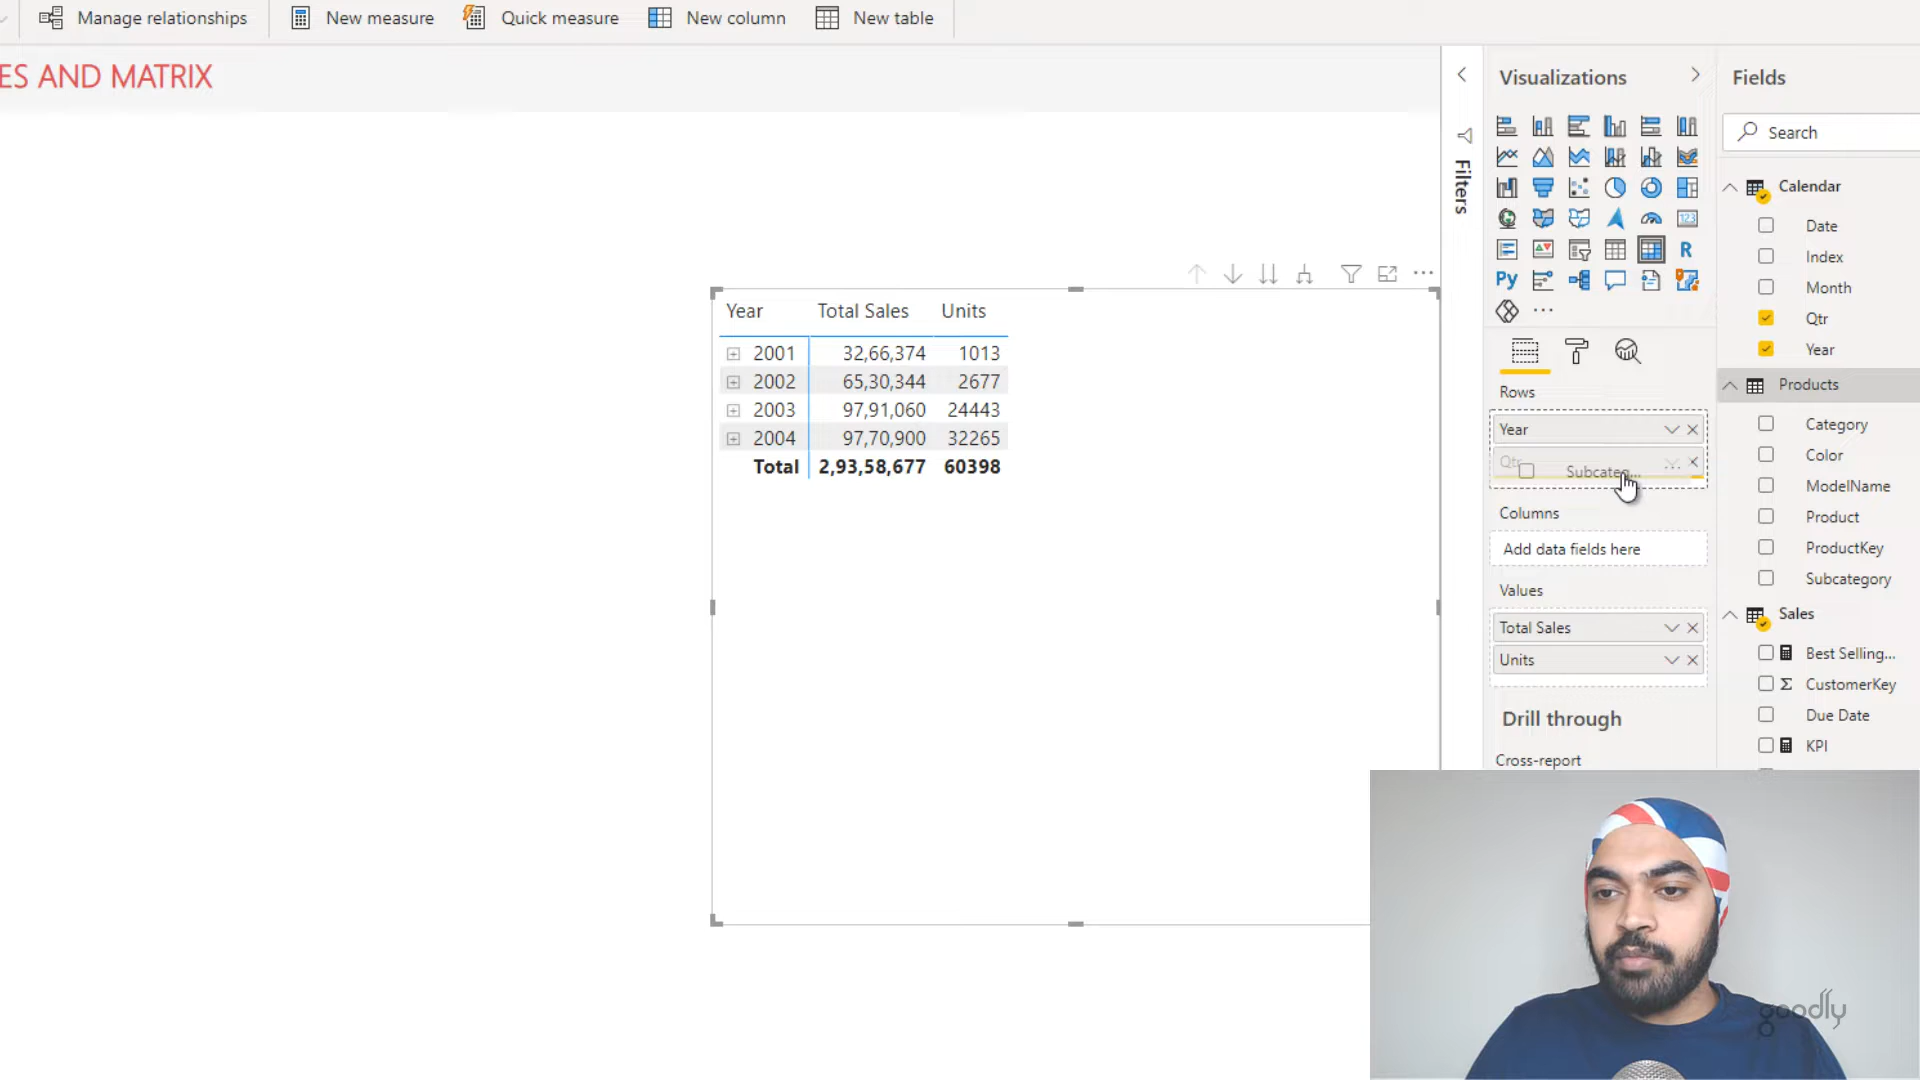 Manage relationships
New measure
Quick measure
New column
New table
ES AND MATRIX
Visualizations
Fields
Search
Filters
Calendar
Date
Index
Month
Qtr
Year
Products
Category
Color
ModelName
Product
ProductKey
Subcategory
Sales
Best Selling...
CustomerKey
Due Date
KPI
R
Py
123
Rows
Year
Qtr
Subcateg...
Columns
Add data fields here
Values
Total Sales
Units
Drill through
Cross-report
Year Total Sales Units
2001 32,66,374 1013
2002 65,30,344 2677
2003 97,91,060 24443
2004 97,70,900 32265
Total 2,93,58,677 60398
goodly